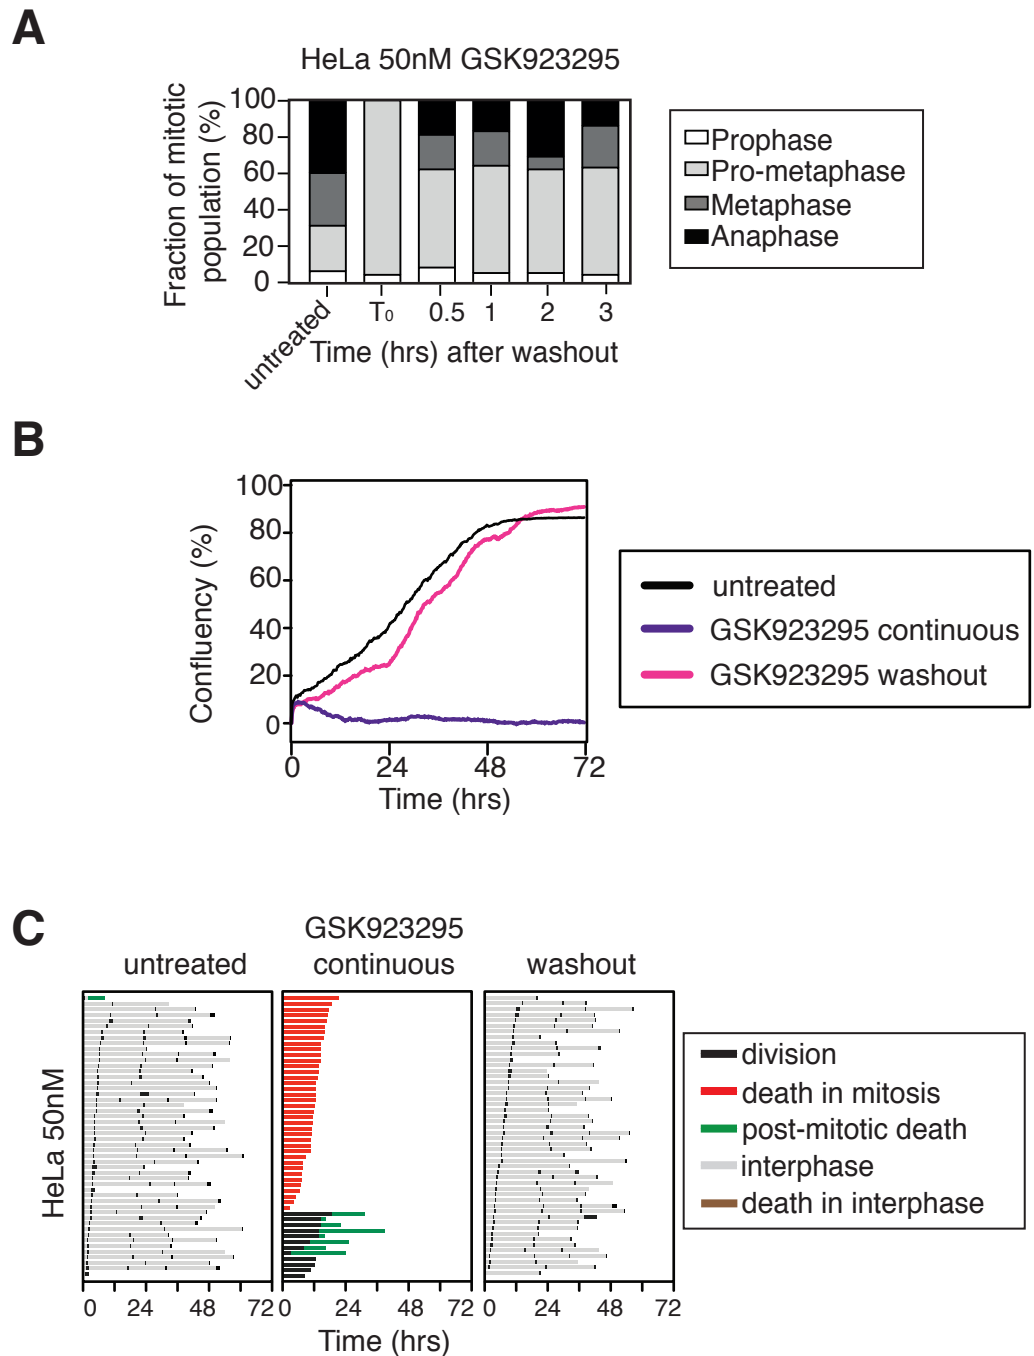 A
HeLa 50nM GSK923295
Fraction of mitotic
population (%)
100
80
60
40
20
0
untreated
T0
0.5
1
2
3
Time (hrs) after washout
Prophase
Pro-metaphase
Metaphase
Anaphase
B
Confluency (%)
100
80
60
40
20
0
0
24
48
72
Time (hrs)
untreated
GSK923295 continuous
GSK923295 washout
C
GSK923295
untreated
continuous
washout
HeLa 50nM
0 24 48 72
0 24 48 72
0 24 48 72
Time (hrs)
division
death in mitosis
post-mitotic death
interphase
death in interphase